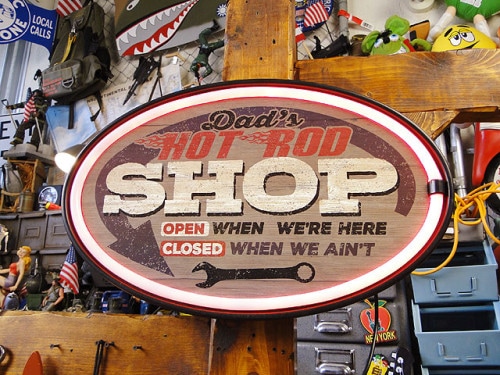 LOCAL CALLS
Dad's
HOT ROD
SHOP
OPEN WHEN WE'RE HERE
CLOSED WHEN WE AIN'T
NEW YORK